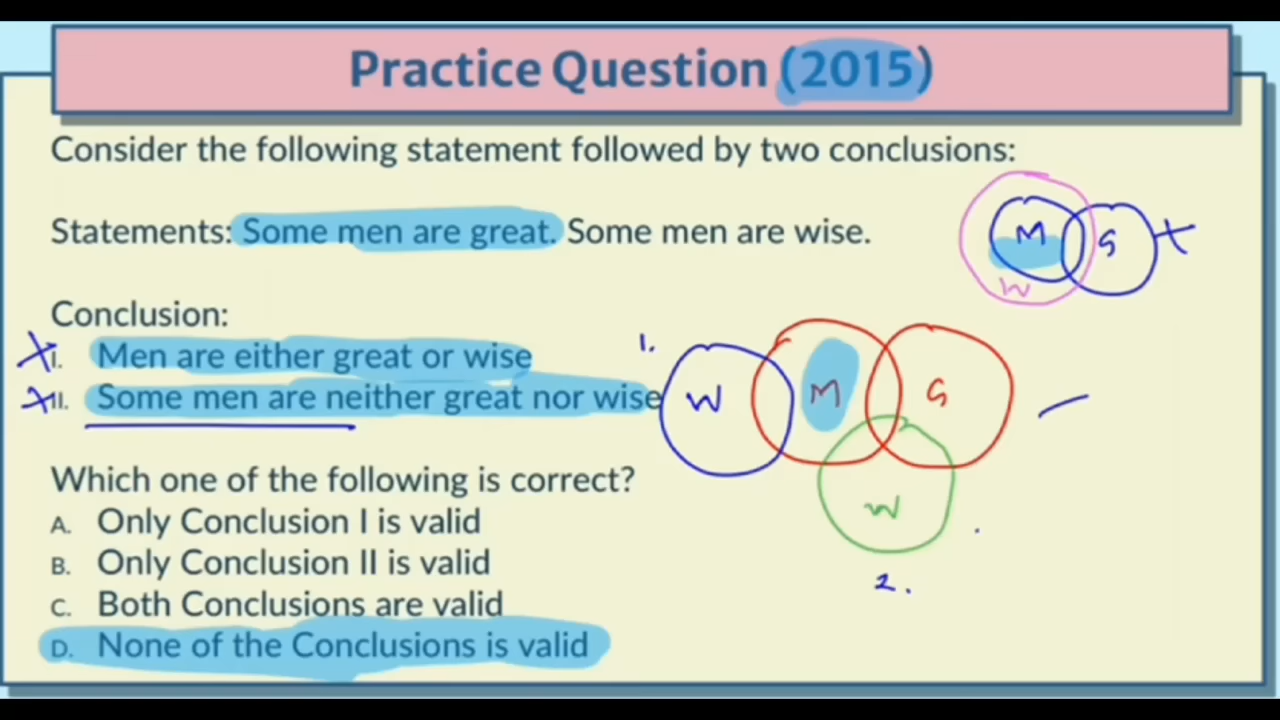 Practice Question (2015)
Consider the following statement followed by two conclusions:
Statements: Some men are great. Some men are wise.
M
G
W
Conclusion:
I. Men are either great or wise
II. Some men are neither great nor wise
1.
W
M
G
W
2.
Which one of the following is correct?
A. Only Conclusion I is valid
B. Only Conclusion II is valid
C. Both Conclusions are valid
D. None of the Conclusions is valid